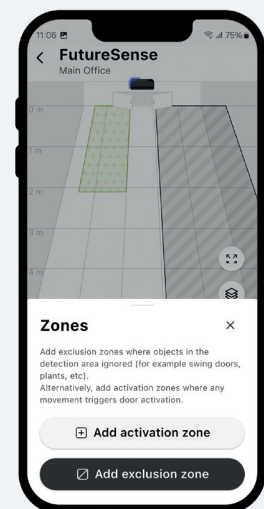 11:06 75%
FutureSense
Main Office
0 m
1 m
2 m
3 m
4 m
Zones
Add exclusion zones where objects in the
detection area ignored (for example swing doors,
plants, etc).
Alternatively, add activation zones where any
movement triggers door activation.
Add activation zone
Add exclusion zone